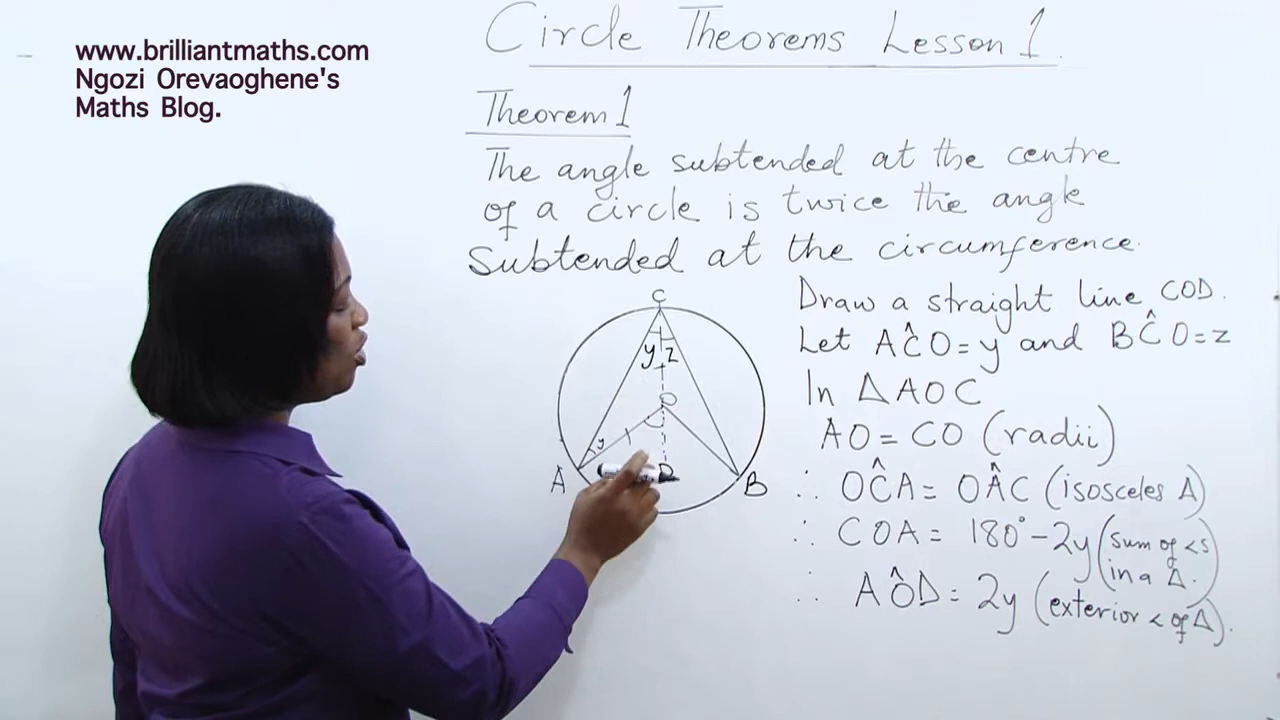 www.brilliantmaths.com
Ngozi Orevaoghene's
Maths Blog.
Circle Theorems Lesson 1.
Theorem 1
The angle subtended at the centre
of a circle is twice the angle
Subtended at the circumference.
Draw a straight line COD.
Let AĈO = y and BĈO = z
In △AOC
AO = CO (radii)
∴ OĈA = OÂC (isosceles △)
∴ COA = 180° - 2y (sum of <s
in a △.)
∴ AÔD = 2y (exterior < of △).
C
y z
O
y
A D B